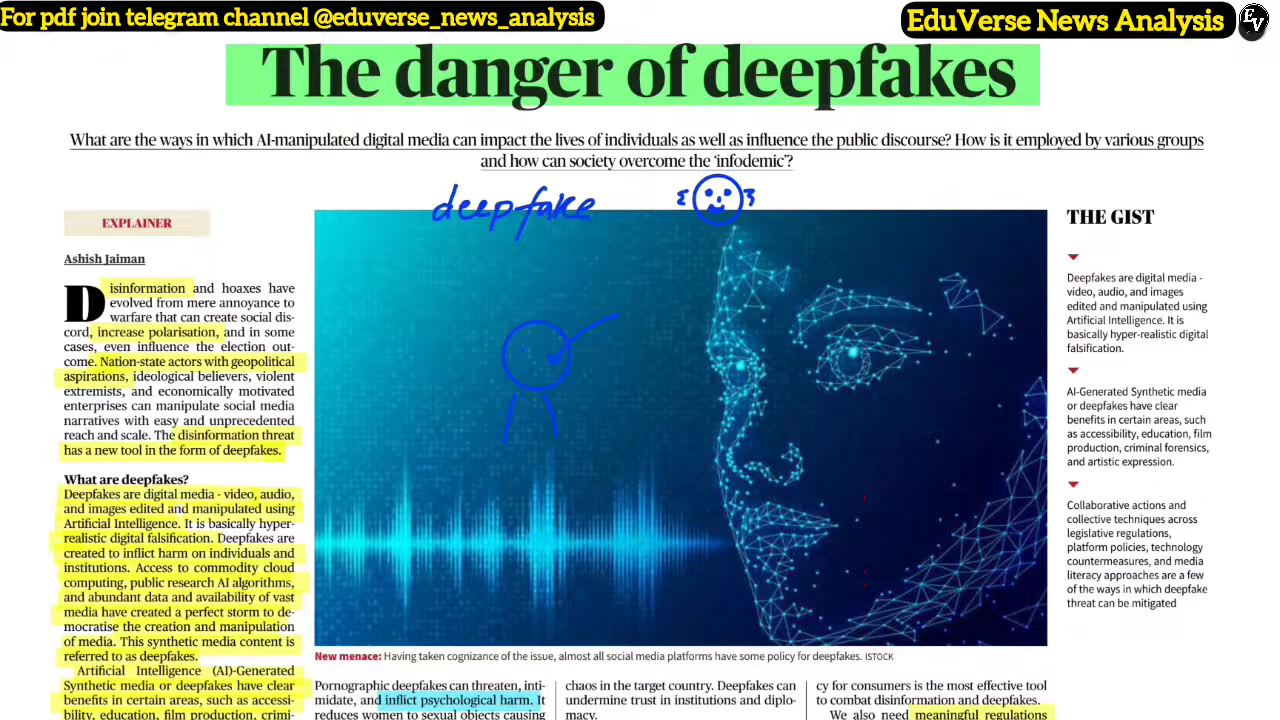 For pdf join telegram channel @eduverse_news_analysis
EduVerse News Analysis
EV
The danger of deepfakes
What are the ways in which AI-manipulated digital media can impact the lives of individuals as well as influence the public discourse? How is it employed by various groups
and how can society overcome the ‘infodemic’?
deepfake
EXPLAINER
Ashish Jaiman
Disinformation and hoaxes have
evolved from mere annoyance to
warfare that can create social dis-
cord, increase polarisation, and in some
cases, even influence the election out-
come. Nation-state actors with geopolitical
aspirations, ideological believers, violent
extremists, and economically motivated
enterprises can manipulate social media
narratives with easy and unprecedented
reach and scale. The disinformation threat
has a new tool in the form of deepfakes.
What are deepfakes?
Deepfakes are digital media - video, audio,
and images edited and manipulated using
Artificial Intelligence. It is basically hyper-
realistic digital falsification. Deepfakes are
created to inflict harm on individuals and
institutions. Access to commodity cloud
computing, public research AI algorithms,
and abundant data and availability of vast
media have created a perfect storm to de-
mocratise the creation and manipulation
of media. This synthetic media content is
referred to as deepfakes.
Artificial Intelligence (AI)-Generated
Synthetic media or deepfakes have clear
benefits in certain areas, such as accessi-
bility, education, film production, crimi-
New menace: Having taken cognizance of the issue, almost all social media platforms have some policy for deepfakes. ISTOCK
Pornographic deepfakes can threaten, inti-
midate, and inflict psychological harm. It
reduces women to sexual objects causing
chaos in the target country. Deepfakes can
undermine trust in institutions and diplo-
macy.
cy for consumers is the most effective tool
to combat disinformation and deepfakes.
We also need meaningful regulations
THE GIST
Deepfakes are digital media -
video, audio, and images
edited and manipulated using
Artificial Intelligence. It is
basically hyper-realistic digital
falsification.
AI-Generated Synthetic media
or deepfakes have clear
benefits in certain areas, such
as accessibility, education, film
production, criminal forensics,
and artistic expression.
Collaborative actions and
collective techniques across
legislative regulations,
platform policies, technology
countermeasures, and media
literacy approaches are a few
of the ways in which deepfake
threat can be mitigated